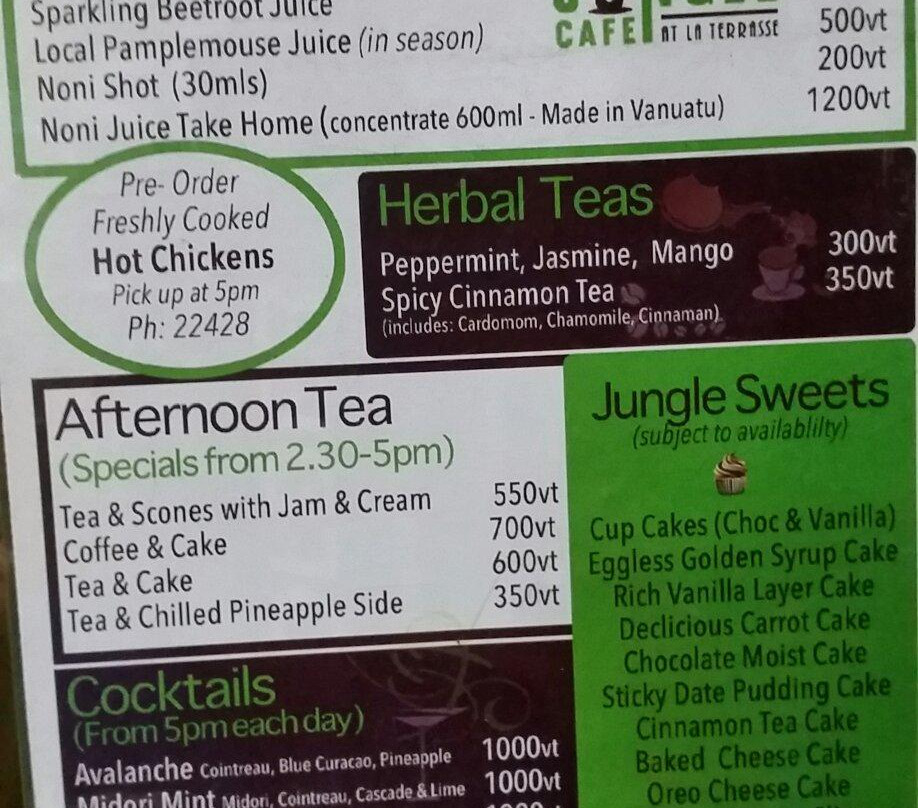 Sparkling Beetroot Juice
Local Pamplemouse Juice (in season) 500vt
Noni Shot (30mls) 200vt
Noni Juice Take Home (concentrate 600ml - Made in Vanuatu) 1200vt
CAFE AT LA TERRASSE
Pre- Order
Freshly Cooked
Hot Chickens
Pick up at 5pm
Ph: 22428
Herbal Teas
Peppermint, Jasmine, Mango 300vt
Spicy Cinnamon Tea 350vt
(includes: Cardomom, Chamomile, Cinnaman)
Afternoon Tea
(Specials from 2.30-5pm)
Tea & Scones with Jam & Cream 550vt
Coffee & Cake 700vt
Tea & Cake 600vt
Tea & Chilled Pineapple Side 350vt
Jungle Sweets
(subject to availablilty)
Cup Cakes (Choc & Vanilla)
Eggless Golden Syrup Cake
Rich Vanilla Layer Cake
Declicious Carrot Cake
Chocolate Moist Cake
Sticky Date Pudding Cake
Cinnamon Tea Cake
Baked Cheese Cake
Oreo Cheese Cake
Cocktails
(From 5pm each day)
Avalanche Cointreau, Blue Curacao, Pineapple 1000vt
Midori Mint Midori, Cointreau, Cascade & Lime 1000vt